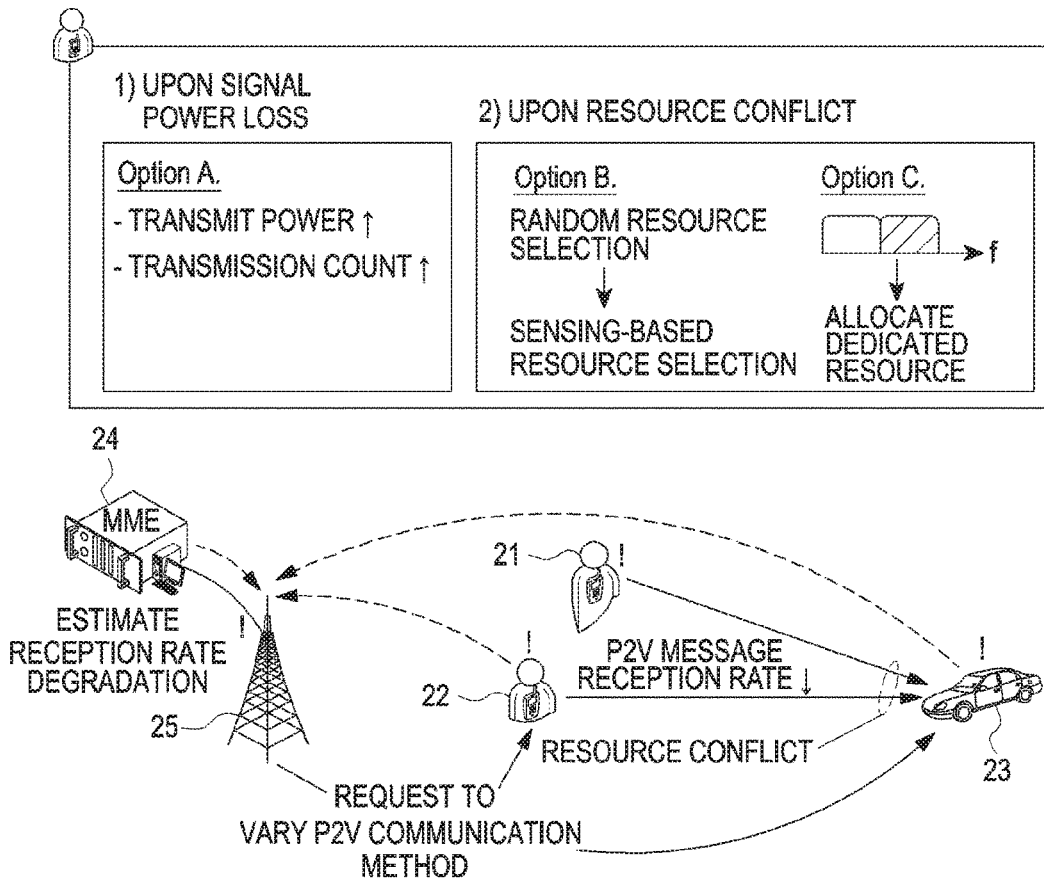 1) UPON SIGNAL
POWER LOSS
2) UPON RESOURCE CONFLICT
Option A.
- TRANSMIT POWER ↑
- TRANSMISSION COUNT ↑
Option B.
RANDOM RESOURCE
SELECTION
SENSING-BASED
RESOURCE SELECTION
Option C.
f
ALLOCATE
DEDICATED
RESOURCE
24
MME
ESTIMATE
RECEPTION RATE
DEGRADATION
!
25
21
!
!
22
P2V MESSAGE
RECEPTION RATE ↓
RESOURCE CONFLICT
!
23
REQUEST TO
VARY P2V COMMUNICATION
METHOD